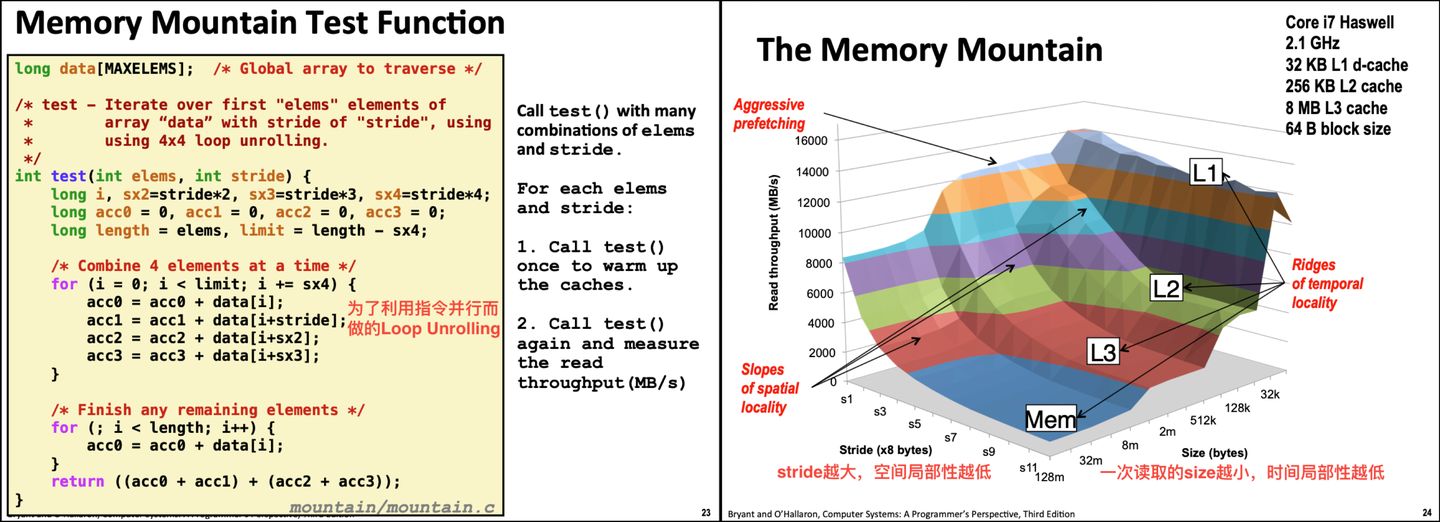 Memory Mountain Test Function
long data[MAXELEMS];  /* Global array to traverse */
/* test – Iterate over first "elems" elements of
 *        array “data” with stride of "stride", using
 *        using 4x4 loop unrolling.
 */
int test(int elems, int stride) {
    long i, sx2=stride*2, sx3=stride*3, sx4=stride*4;
    long acc0 = 0, acc1 = 0, acc2 = 0, acc3 = 0;
    long length = elems, limit = length - sx4;
    /* Combine 4 elements at a time */
    for (i = 0; i < limit; i += sx4) {
        acc0 = acc0 + data[i];
        acc1 = acc1 + data[i+stride];
        acc2 = acc2 + data[i+sx2];
        acc3 = acc3 + data[i+sx3];
    }
为了利用指令并行而
做的Loop Unrolling
    /* Finish any remaining elements */
    for (; i < length; i++) {
        acc0 = acc0 + data[i];
    }
    return ((acc0 + acc1) + (acc2 + acc3));
}
mountain/mountain.c
Call test() with many
combinations of elems
and stride.
For each elems
and stride:
1. Call test()
once to warm up
the caches.
2. Call test()
again and measure
the read
throughput(MB/s)
23
The Memory Mountain
Core i7 Haswell
2.1 GHz
32 KB L1 d-cache
256 KB L2 cache
8 MB L3 cache
64 B block size
Aggressive
prefetching
16000
14000
12000
10000
8000
6000
4000
2000
0
Read throughput (MB/s)
L1
L2
L3
Mem
Ridges
of temporal
locality
Slopes
of spatial
locality
s1
s3
s5
s7
s9
s11
Stride (x8 bytes)
128m
32m
8m
2m
512k
128k
32k
Size (bytes)
stride越大，空间局部性越低
一次读取的size越小，时间局部性越低
Bryant and O’Hallaron, Computer Systems: A Programmer’s Perspective, Third Edition
24